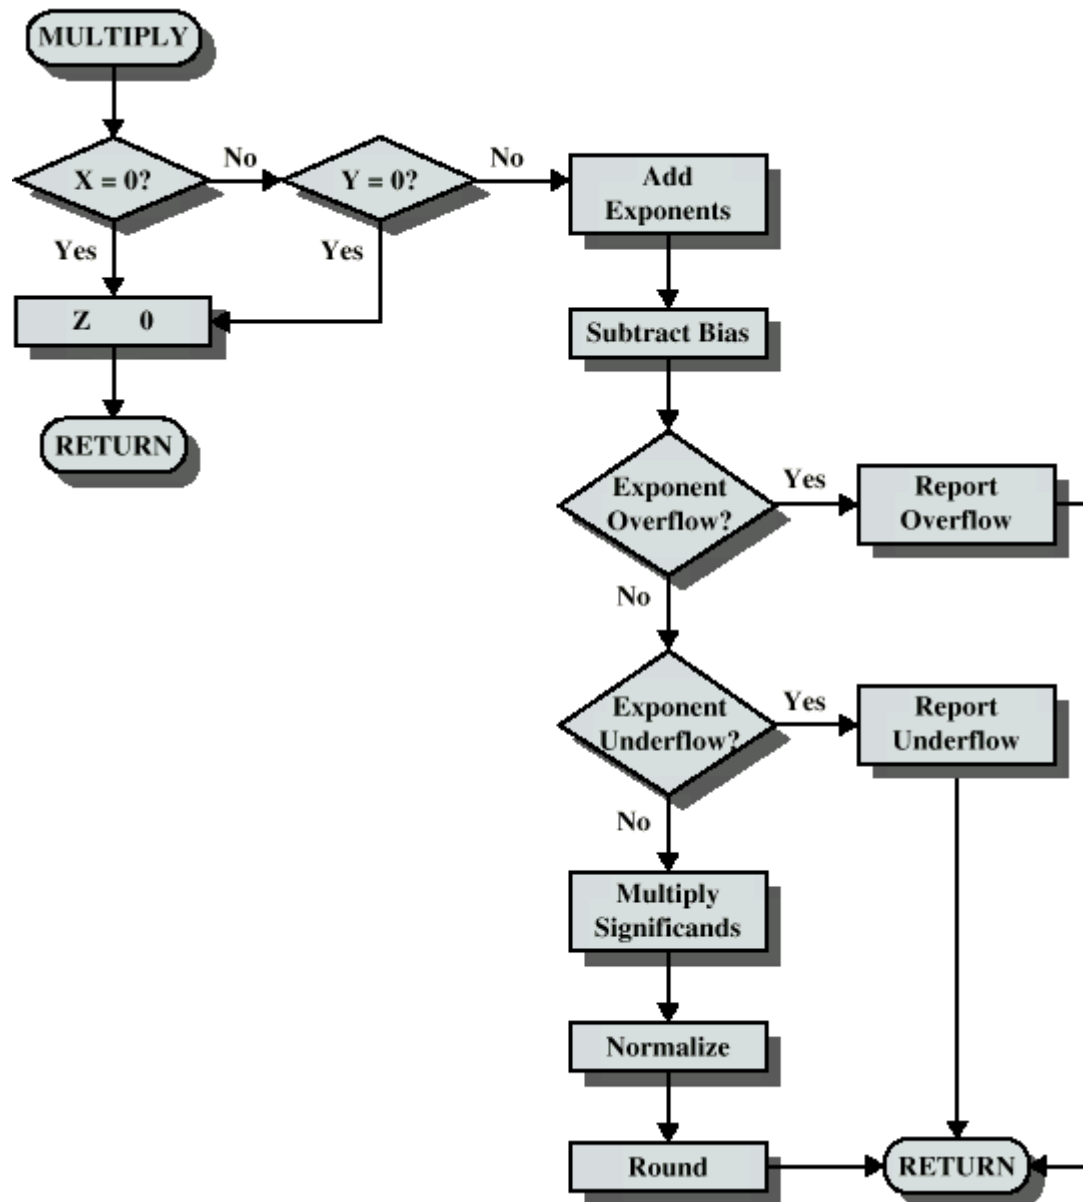 MULTIPLY
X = 0?
No
Y = 0?
No
Add
Exponents
Yes
Yes
Z 0
Subtract Bias
RETURN
Exponent
Overflow?
Yes
Report
Overflow
No
Exponent
Underflow?
Yes
Report
Underflow
No
Multiply
Significands
Normalize
Round
RETURN